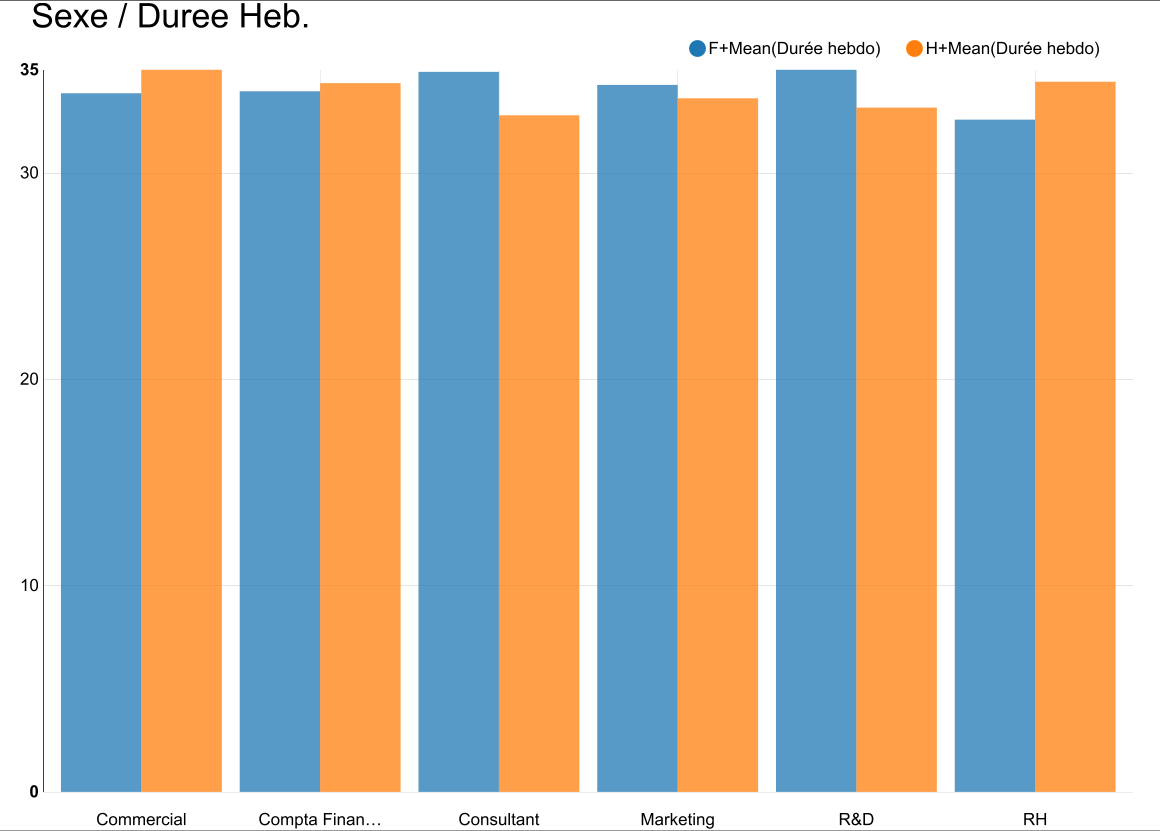 Sexe / Duree Heb.
F+Mean(Durée hebdo) H+Mean(Durée hebdo)
35
30
20
10
0
Commercial Compta Finan… Consultant Marketing R&D RH